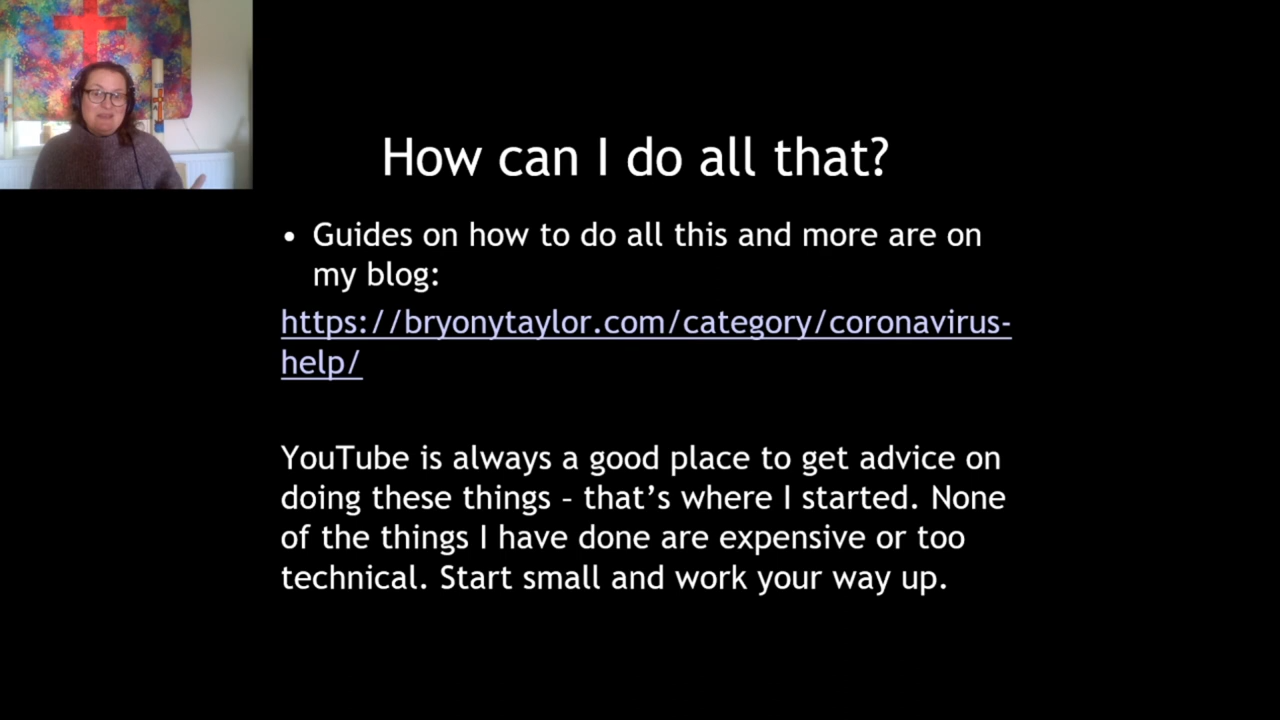 How can I do all that?
• Guides on how to do all this and more are on
my blog:
https://bryonytaylor.com/category/coronavirus-
help/
YouTube is always a good place to get advice on
doing these things – that’s where I started. None
of the things I have done are expensive or too
technical. Start small and work your way up.